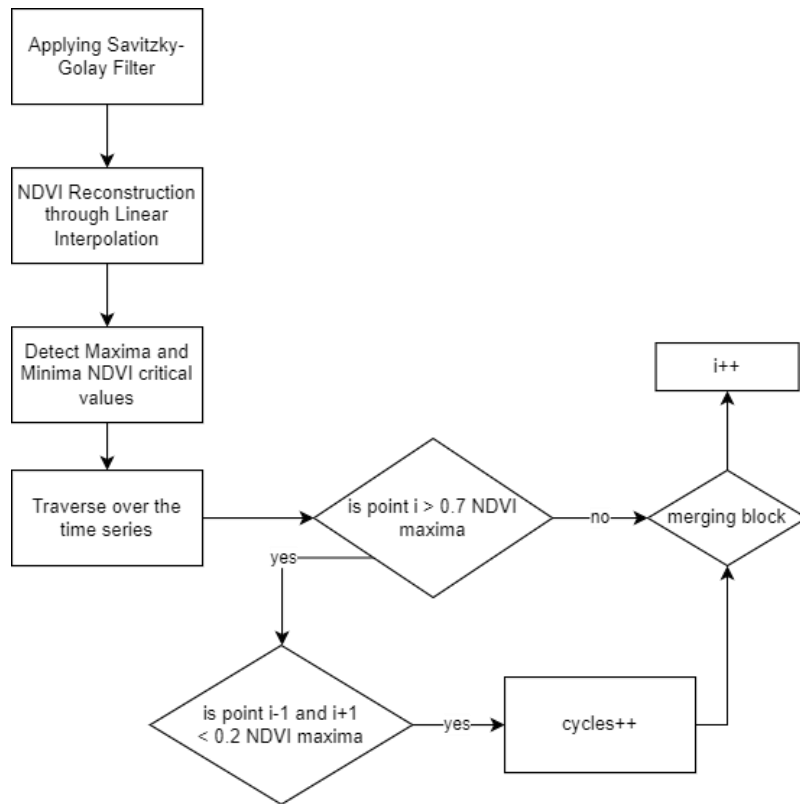 Applying Savitzky-
Golay Filter
NDVI Reconstruction
through Linear
Interpolation
Detect Maxima and
Minima NDVI critical
values
Traverse over the
time series
is point i > 0.7 NDVI
maxima
no
merging block
i++
yes
is point i-1 and i+1
< 0.2 NDVI maxima
yes
cycles++